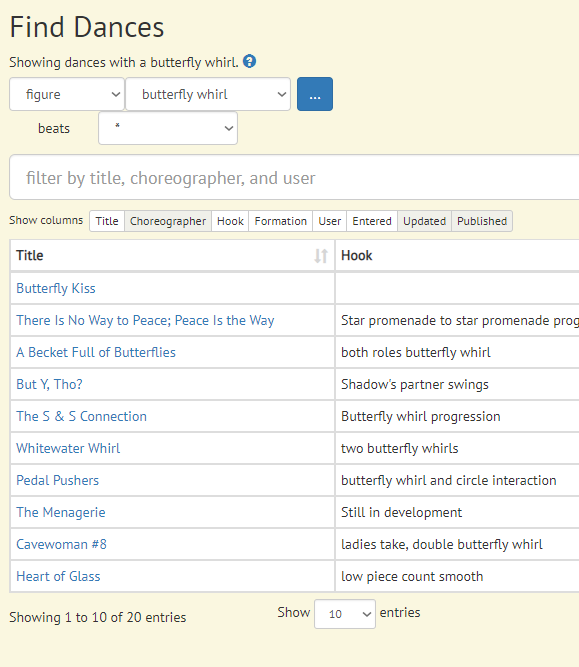 Find Dances
Showing dances with a butterfly whirl. ?
figure butterfly whirl ...
beats *
filter by title, choreographer, and user
Show columns Title Choreographer Hook Formation User Entered Updated Published
Title Hook
Butterfly Kiss
There Is No Way to Peace; Peace Is the Way Star promenade to star promenade prog
A Becket Full of Butterflies both roles butterfly whirl
But Y, Tho? Shadow's partner swings
The S & S Connection Butterfly whirl progression
Whitewater Whirl two butterfly whirls
Pedal Pushers butterfly whirl and circle interaction
The Menagerie Still in development
Cavewoman #8 ladies take, double butterfly whirl
Heart of Glass low piece count smooth
Showing 1 to 10 of 20 entries Show 10 entries